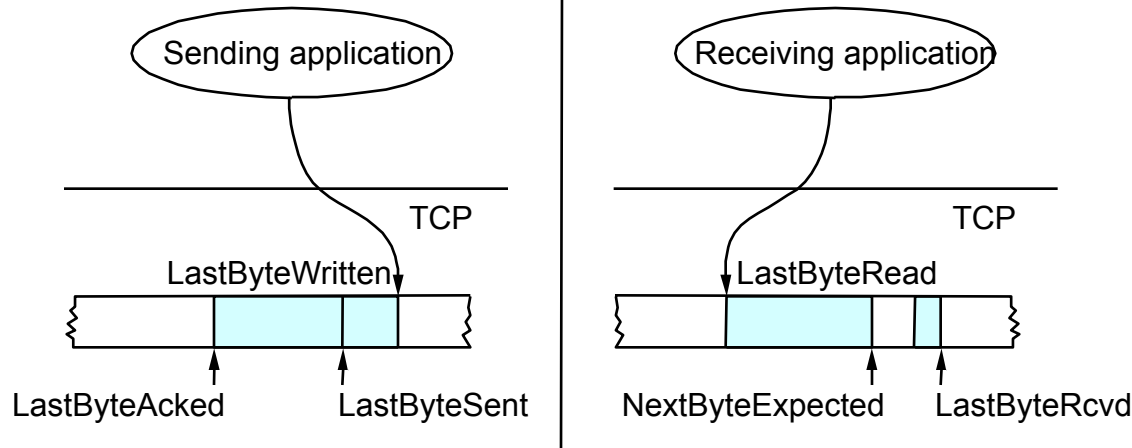 Sending application
TCP
LastByteWritten
LastByteAcked
LastByteSent
Receiving application
TCP
LastByteRead
NextByteExpected
LastByteRcvd